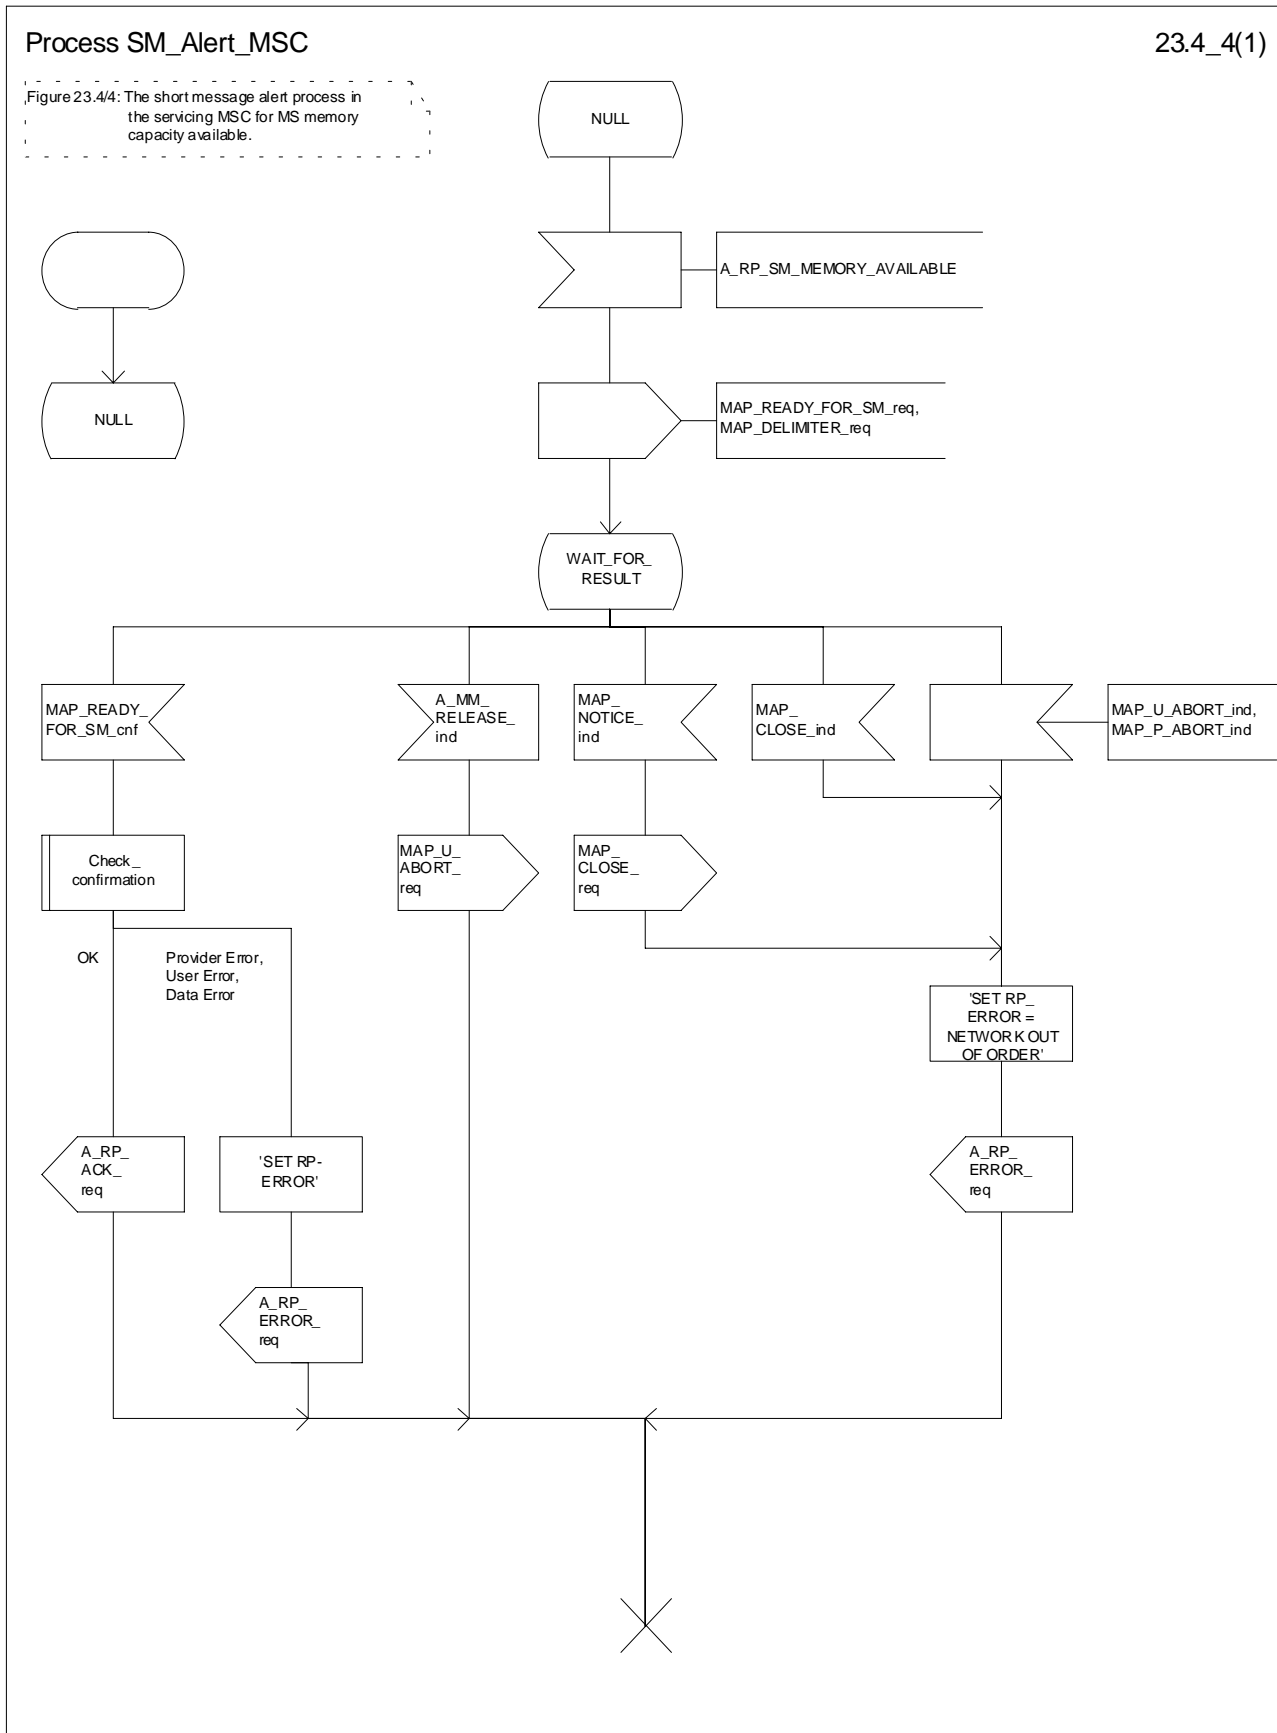 Process SM_Alert_MSC
23.4_4(1)
Figure 23.4/4: The short message alert process in
the servicing MSC for MS memory
capacity available.
NULL
A_RP_SM_MEMORY_AVAILABLE
NULL
MAP_READY_FOR_SM_req,
MAP_DELIMITER_req
WAIT_FOR_
RESULT
MAP_READY_
FOR_SM_cnf
A_MM_
RELEASE_
ind
MAP_
NOTICE_
ind
MAP_
CLOSE_ind
MAP_U_ABORT_ind,
MAP_P_ABORT_ind
Check_
confirmation
MAP_U_
ABORT_
req
MAP_
CLOSE_
req
OK
Provider Error,
User Error,
Data Error
'SET RP_
ERROR =
NETWORK OUT
OF ORDER'
A_RP_
ACK_
req
'SET RP-
ERROR'
A_RP_
ERROR_
req
A_RP_
ERROR_
req